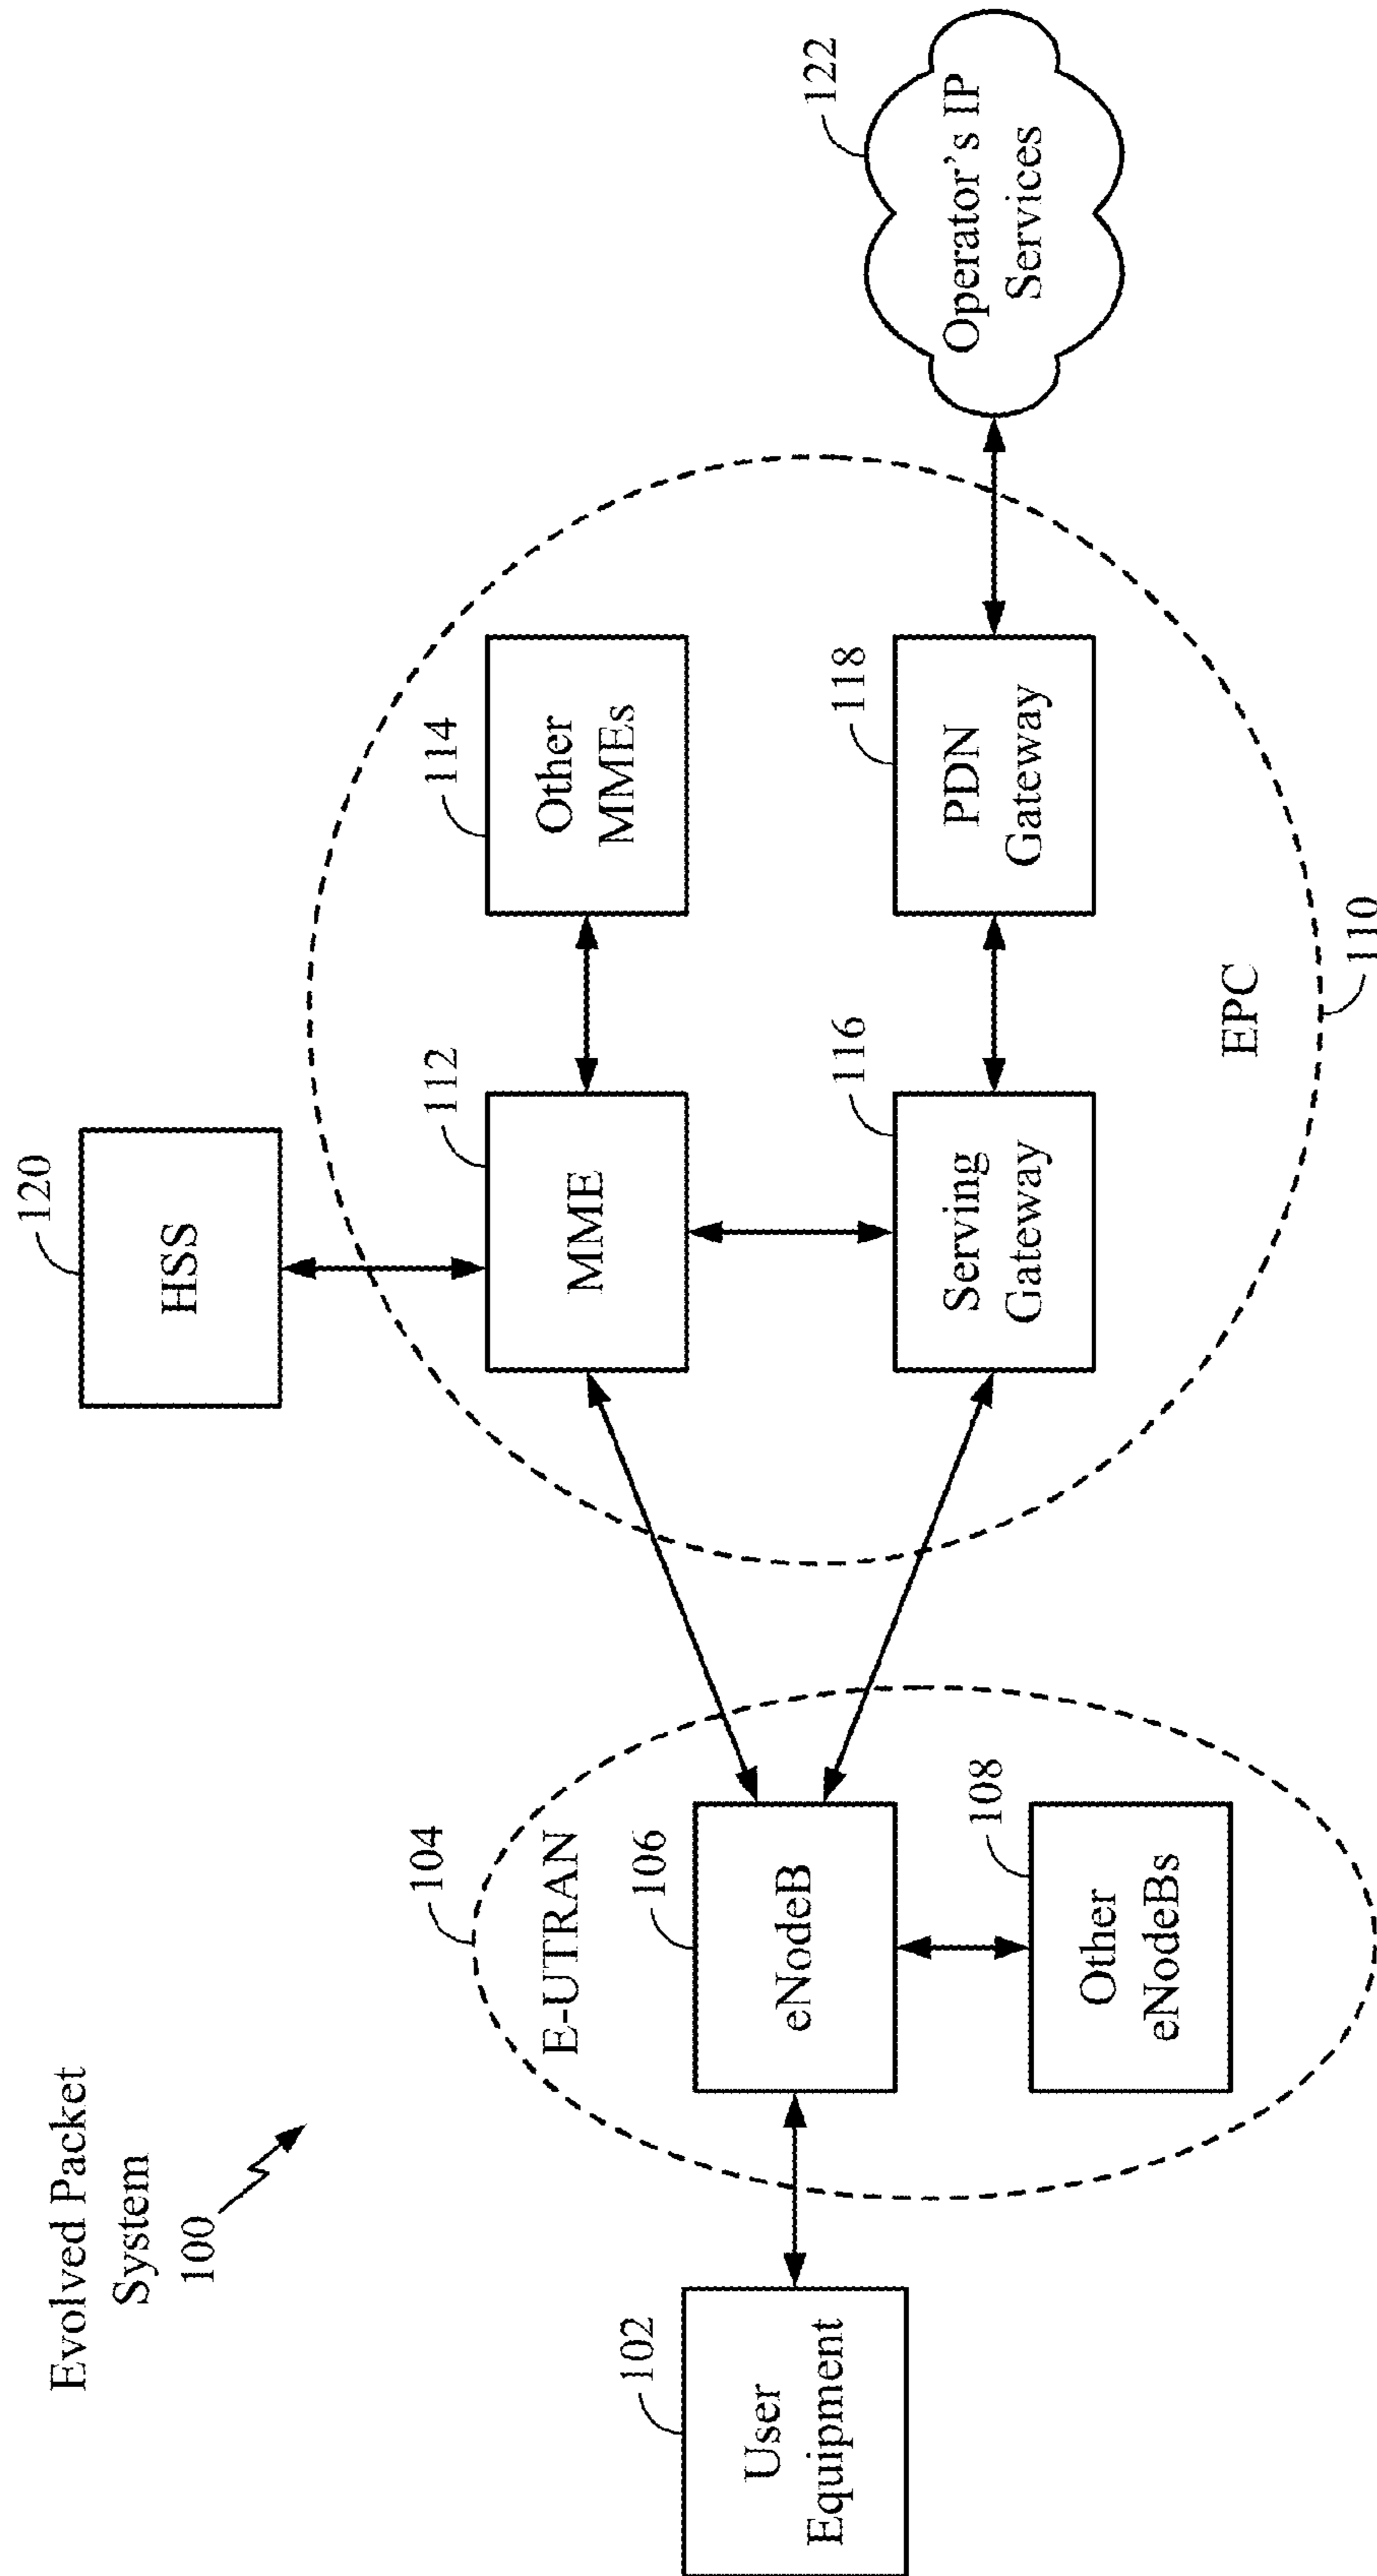 Evolved Packet
System
100
102
User
Equipment
104
E-UTRAN
106
eNodeB
108
Other
eNodeBs
120
HSS
112
MME
114
Other
MMEs
116
Serving
Gateway
118
PDN
Gateway
EPC
110
122
Operator's IP
Services